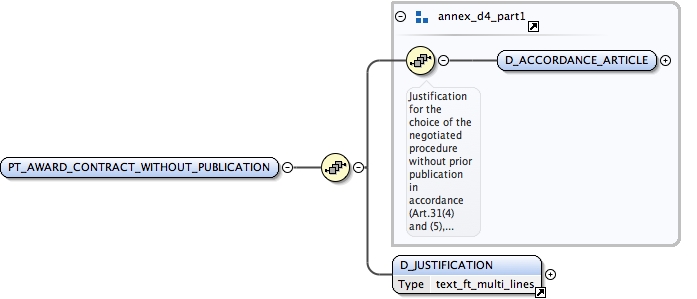 annex_d4_part1
D_ACCORDANCE_ARTICLE
Justification
for the
choice of the
negotiated
procedure
without prior
publication
in
accordance
(Art.31(4)
and (5),...
PT_AWARD_CONTRACT_WITHOUT_PUBLICATION
D_JUSTIFICATION
Type text_ft_multi_lines